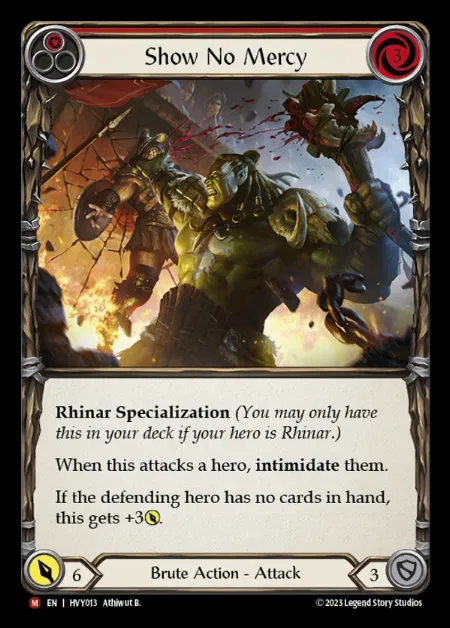 Show No Mercy
3
Rhinar Specialization (You may only have
this in your deck if your hero is Rhinar.)
When this attacks a hero, intimidate them.
If the defending hero has no cards in hand,
this gets +3.
6
Brute Action - Attack
3
M EN | HVY013 Athiwut B.
© 2023 Legend Story Studios